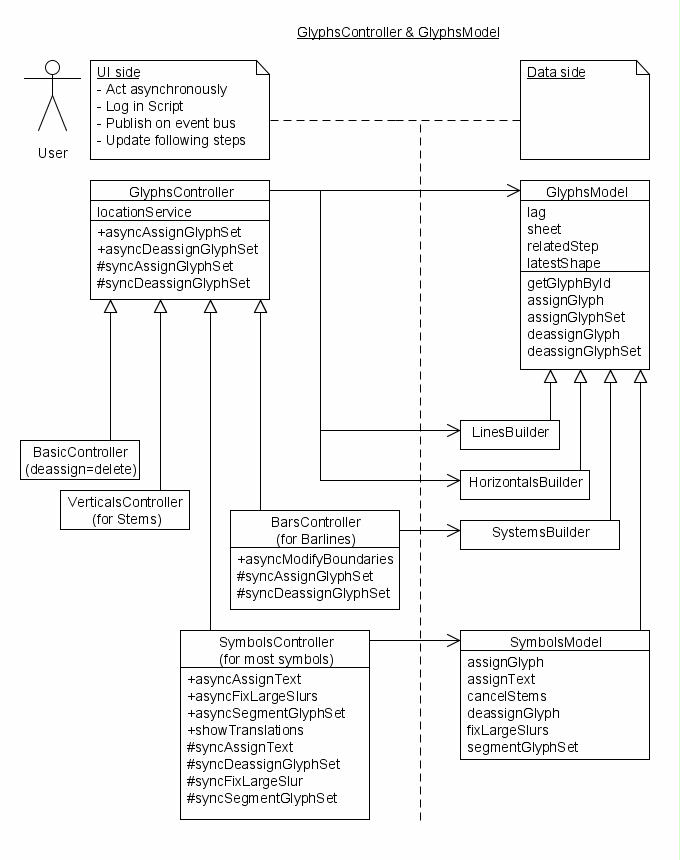 GlyphsController & GlyphsModel
UI side
- Act asynchronously
- Log in Script
- Publish on event bus
- Update following steps
Data side
User
GlyphsController
locationService
+asyncAssignGlyphSet
+asyncDeassignGlyphSet
#syncAssignGlyphSet
#syncDeassignGlyphSet
GlyphsModel
lag
sheet
relatedStep
latestShape
getGlyphById
assignGlyph
assignGlyphSet
deassignGlyph
deassignGlyphSet
LinesBuilder
BasicController
(deassign=delete)
HorizontalsBuilder
VerticalsController
(for Stems)
BarsController
(for Barlines)
+asyncModifyBoundaries
#syncAssignGlyphSet
#syncDeassignGlyphSet
SystemsBuilder
SymbolsController
(for most symbols)
+asyncAssignText
+asyncFixLargeSlurs
+asyncSegmentGlyphSet
+showTranslations
#syncAssignText
#syncDeassignGlyphSet
#syncFixLargeSlur
#syncSegmentGlyphSet
SymbolsModel
assignGlyph
assignText
cancelStems
deassignGlyph
fixLargeSlurs
segmentGlyphSet